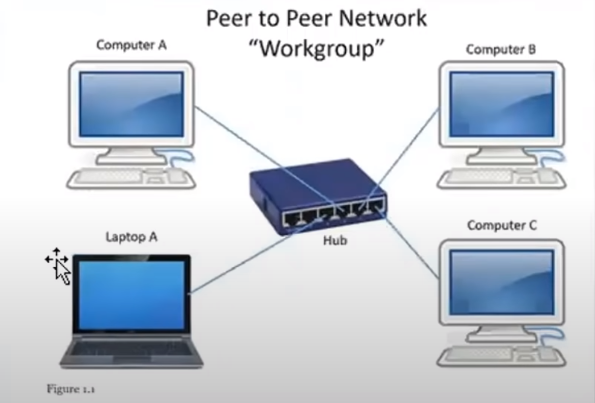 Peer to Peer Network
“Workgroup”
Computer A
Computer B
Hub
Laptop A
Computer C
Figure 1.1